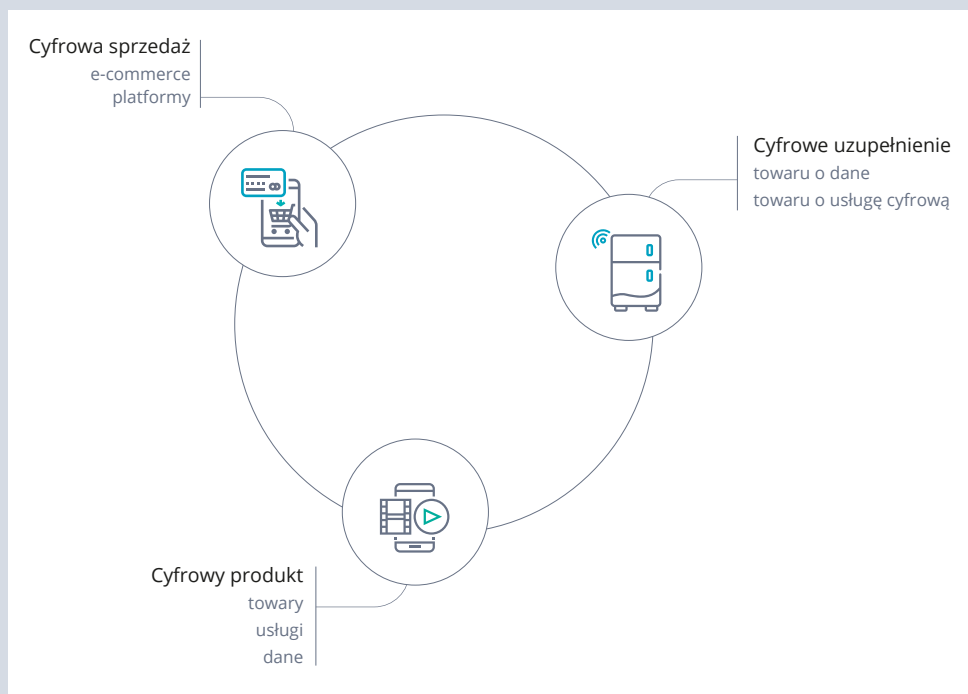 Cyfrowa sprzedaż
e-commerce
platformy
Cyfrowe uzupełnienie
towaru o dane
towaru o usługę cyfrową
Cyfrowy produkt
towary
usługi
dane